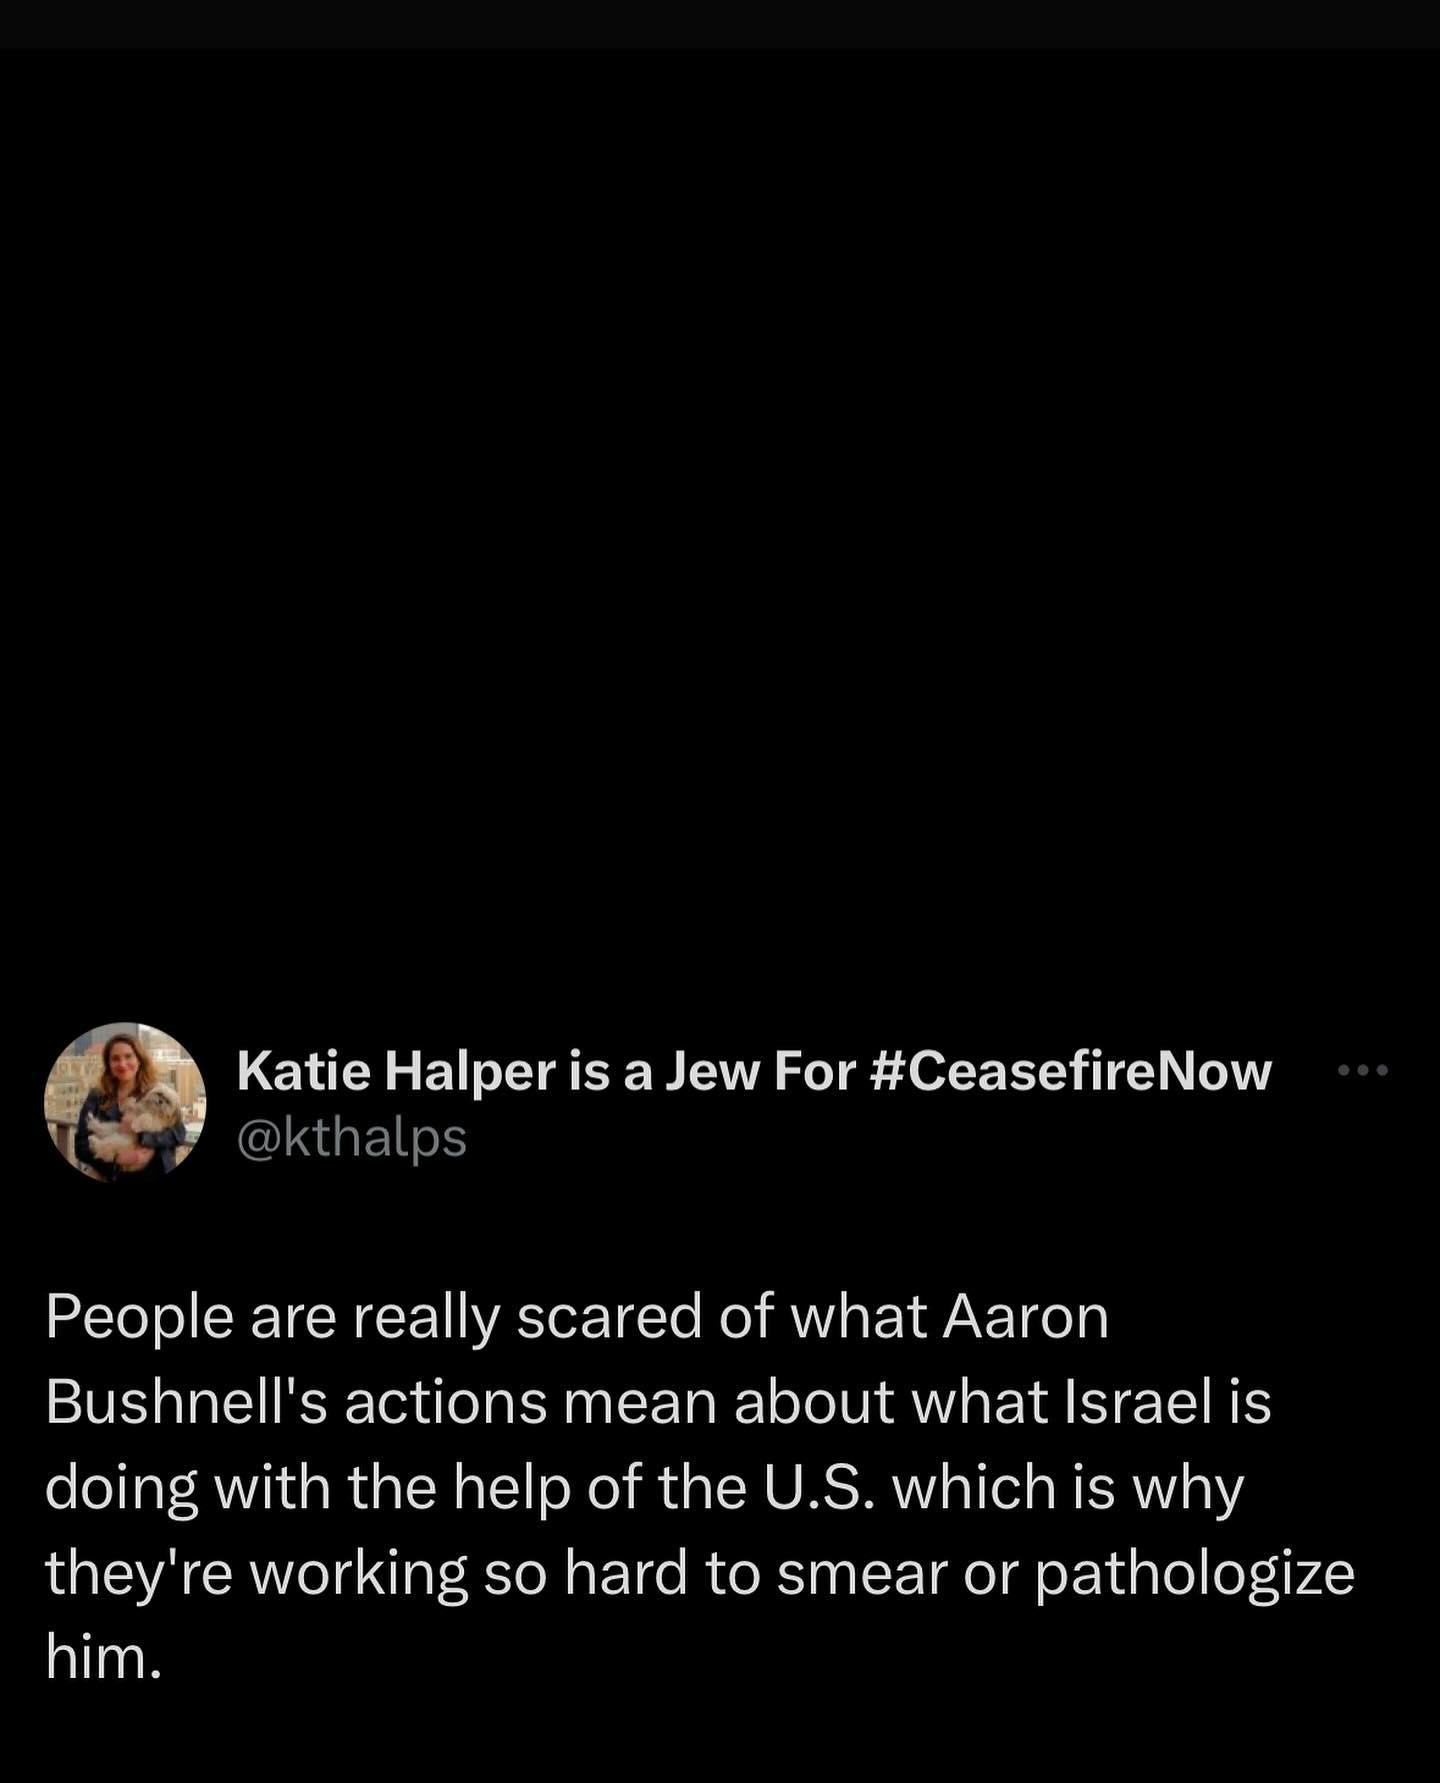 Katie Halper is a Jew For #CeasefireNow
@kthalps
People are really scared of what Aaron
Bushnell's actions mean about what Israel is
doing with the help of the U.S. which is why
they're working so hard to smear or pathologize
him.